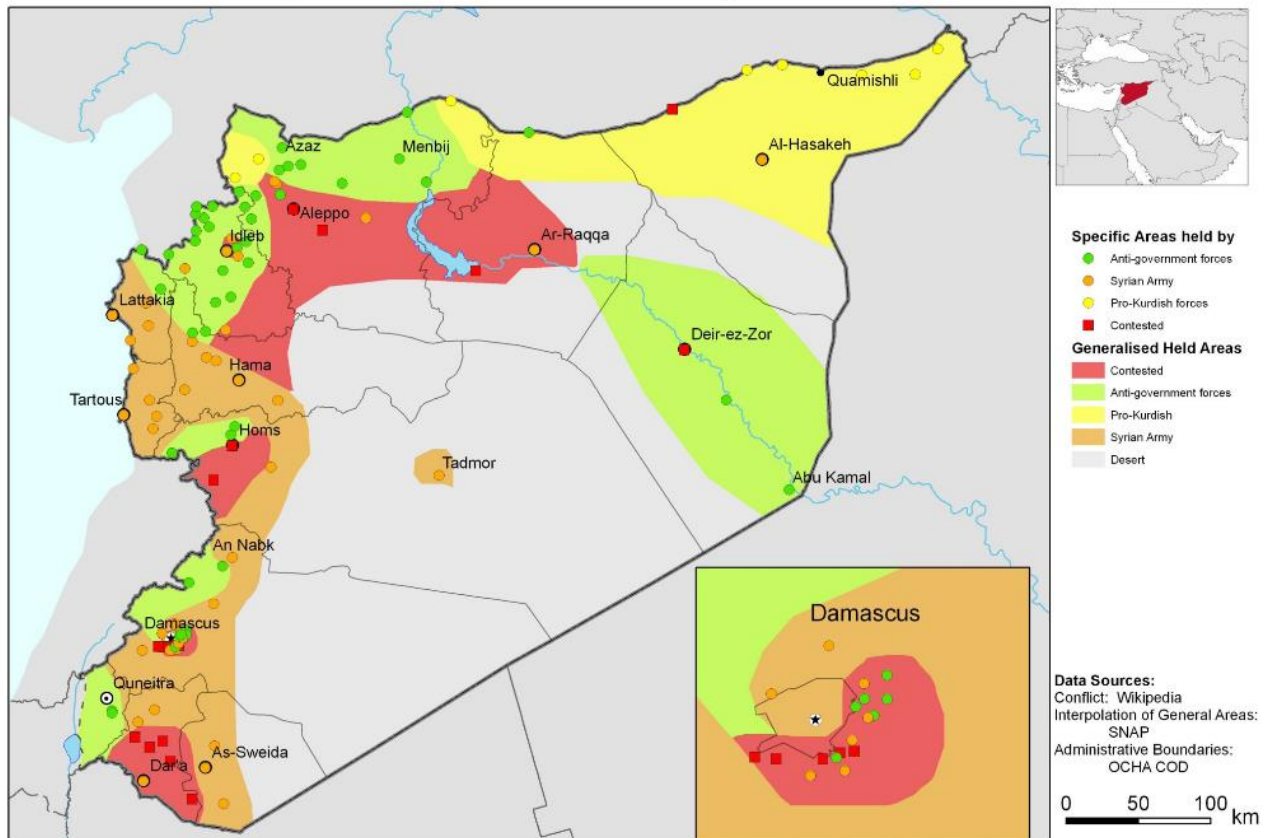 Quamishli
Azaz
Menbij
Al-Hasakeh
Aleppo
Idleb
Ar-Raqqa
Lattakia
Deir-ez-Zor
Hama
Tartous
Homs
Tadmor
Abu Kamal
An Nabk
Damascus
Quneitra
As-Sweida
Dar'a
Damascus
Specific Areas held by
Anti-government forces
Syrian Army
Pro-Kurdish forces
Contested
Generalised Held Areas
Contested
Anti-government forces
Pro-Kurdish
Syrian Army
Desert
Data Sources:
Conflict: Wikipedia
Interpolation of General Areas:
SNAP
Administrative Boundaries:
OCHA COD
0 50 100
km